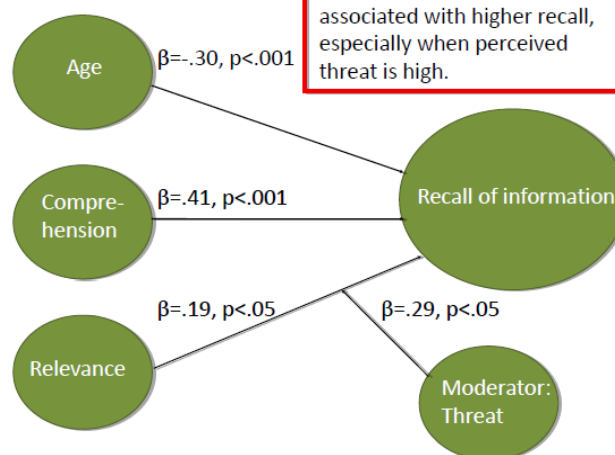 associated with higher recall,
especially when perceived
threat is high.
Age
β=-.30, p<.001
Compre-
hension
β=.41, p<.001
Recall of information
β=.19, p<.05
β=.29, p<.05
Relevance
Moderator:
Threat